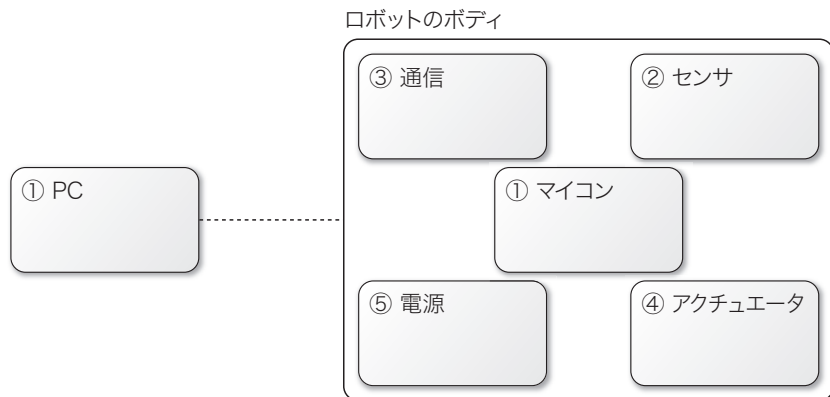 ロボットのボディ
③ 通信
② センサ
① PC
① マイコン
⑤ 電源
④ アクチュエータ